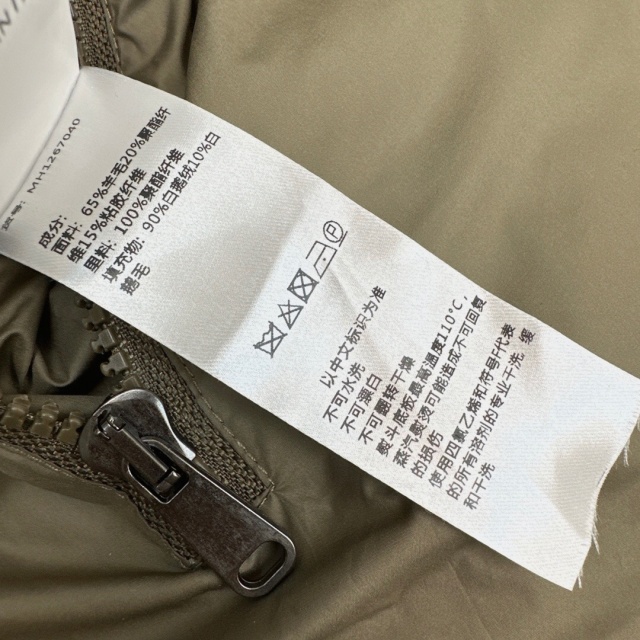 款号: MH1267040
成分:
面料: 65%羊毛20%聚酯纤
维15%粘胶纤维
里料: 100%聚酯纤维
填充物: 90%白鹅绒10%白
鹅毛
P
以中文标识为准
不可水洗
不可漂白
不可翻转干燥
熨斗底板最高温度110℃,
蒸汽熨烫可能造成不可回复
的损伤
使用四氯乙烯和符号F代表
的所有溶剂的专业干洗 缓
和干洗